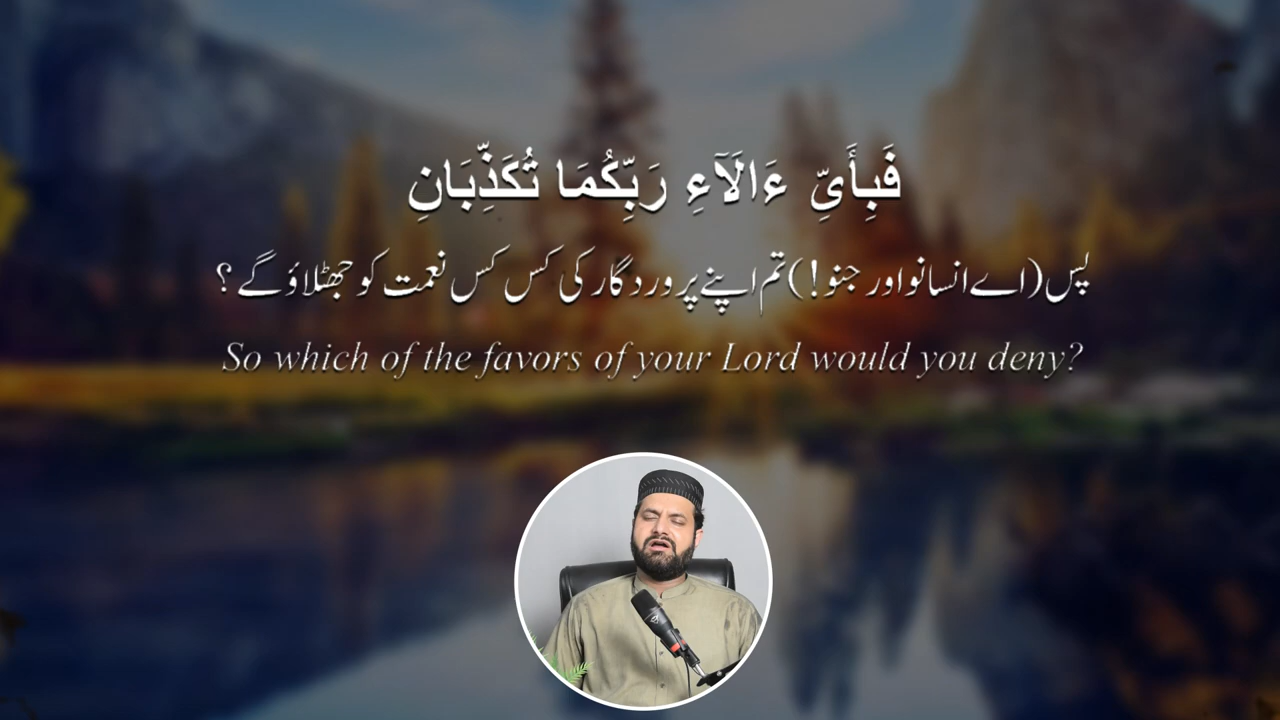 فَبِأَىِّ ءَالَآءِ رَبِّكُمَا تُكَذِّبَانِ
پس (اے انسانو اور جنو!) تم اپنے پروردگار کی کس کس نعمت کو جھٹلاؤ گے؟
So which of the favors of your Lord would you deny?